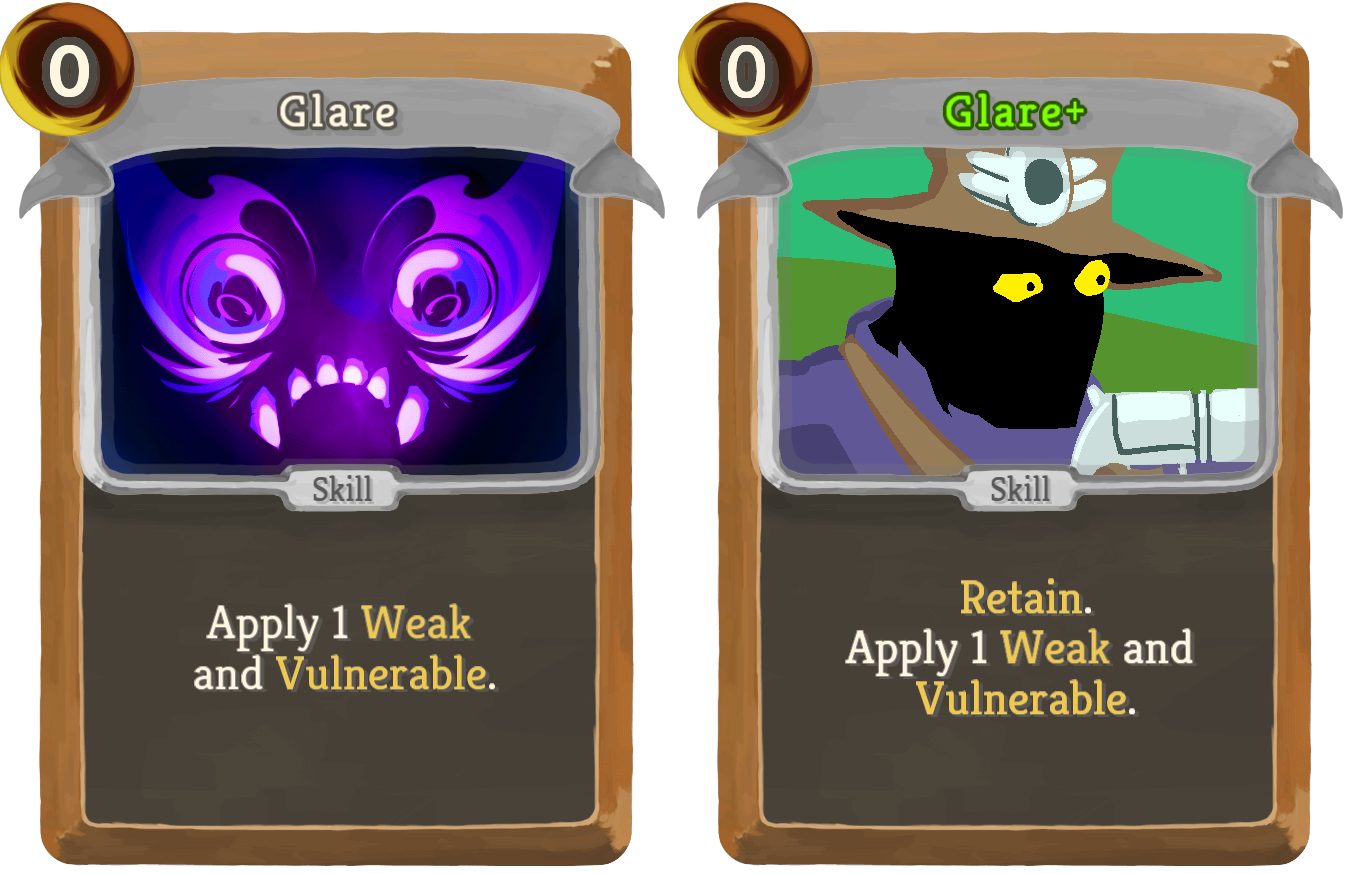 0
Glare
Skill
Apply 1 Weak
and Vulnerable.
0
Glare+
Skill
Retain.
Apply 1 Weak and
Vulnerable.